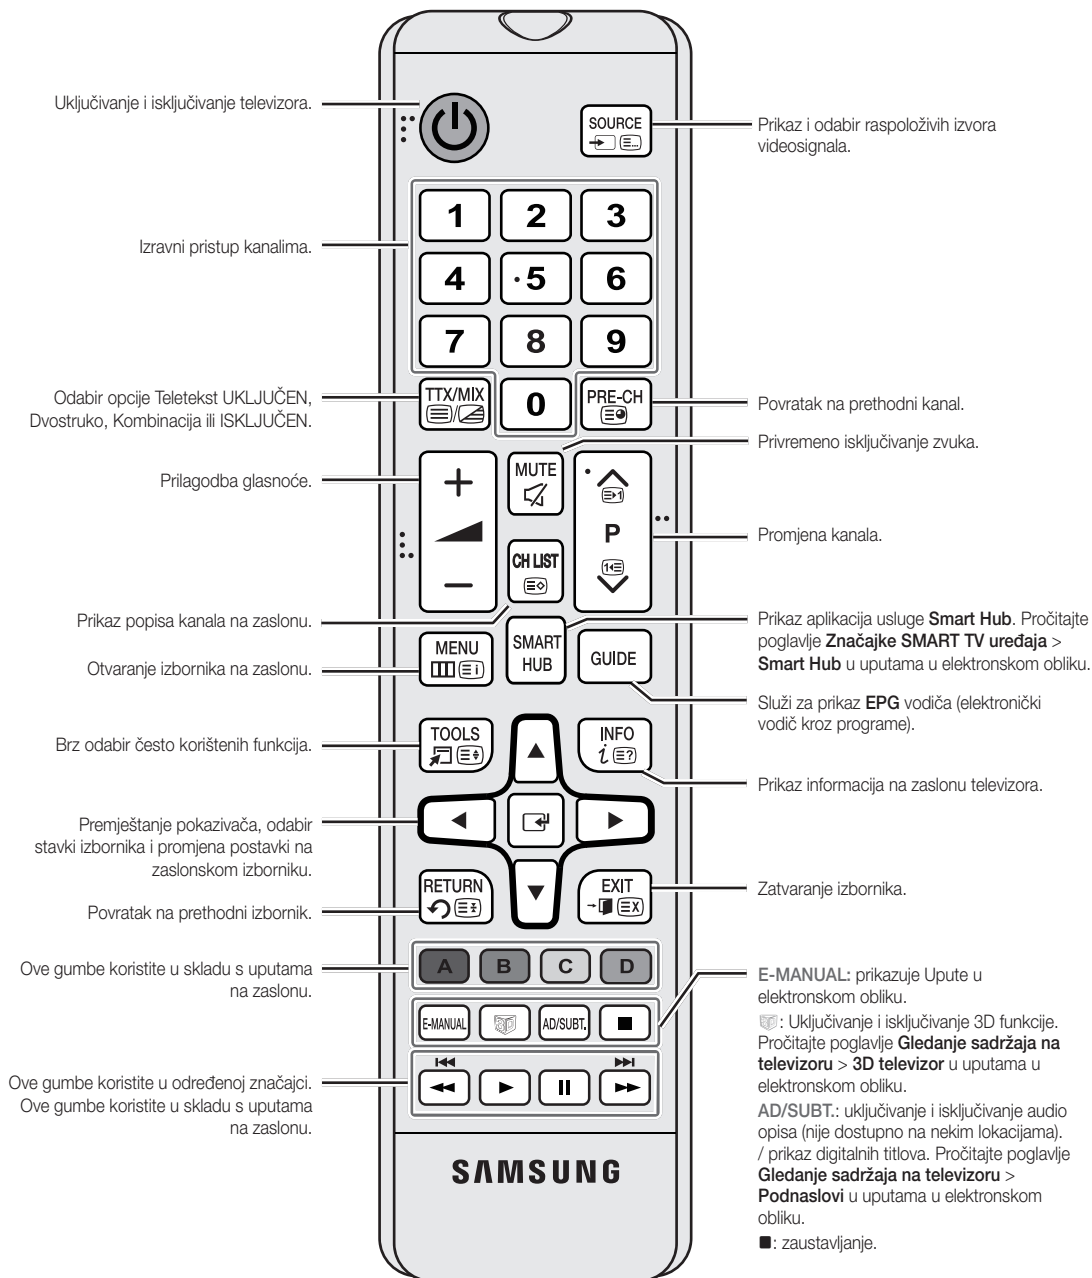 Uključivanje i isključivanje televizora.
SOURCE
Prikaz i odabir raspoloživih izvora
videosignala.
1 2 3
Izravni pristup kanalima.
4 5 6
7 8 9
Odabir opcije Teletekst UKLJUČEN,
Dvostruko, Kombinacija ili ISKLJUČEN.
TTX/MIX
0
PRE-CH
Povratak na prethodni kanal.
Privremeno isključivanje zvuka.
Prilagodba glasnoće.
+
MUTE
P
Promjena kanala.
CH LIST
−
Prikaz popisa kanala na zaslonu.
Prikaz aplikacija usluge Smart Hub. Pročitajte
poglavlje Značajke SMART TV uređaja >
Smart Hub u uputama u elektronskom obliku.
Otvaranje izbornika na zaslonu.
MENU
SMART
HUB
GUIDE
Služi za prikaz EPG vodiča (elektronički
vodič kroz programe).
Brz odabir često korištenih funkcija.
TOOLS
INFO
Prikaz informacija na zaslonu televizora.
Premještanje pokazivača, odabir
stavki izbornika i promjena postavki na
zaslonskom izborniku.
Povratak na prethodni izbornik.
RETURN
EXIT
Zatvaranje izbornika.
Ove gumbe koristite u skladu s uputama
na zaslonu.
A B C D
E-MANUAL 3D AD/SUBT. ■
Ove gumbe koristite u određenoj značajci.
Ove gumbe koristite u skladu s uputama
na zaslonu.
E-MANUAL: prikazuje Upute u
elektronskom obliku.
: Uključivanje i isključivanje 3D funkcije.
Pročitajte poglavlje Gledanje sadržaja na
televizoru > 3D televizor u uputama u
elektronskom obliku.
AD/SUBT.: uključivanje i isključivanje audio
opisa (nije dostupno na nekim lokacijama).
/ prikaz digitalnih titlova. Pročitajte poglavlje
Gledanje sadržaja na televizoru >
Podnaslovi u uputama u elektronskom
obliku.
■: zaustavljanje.
SAMSUNG